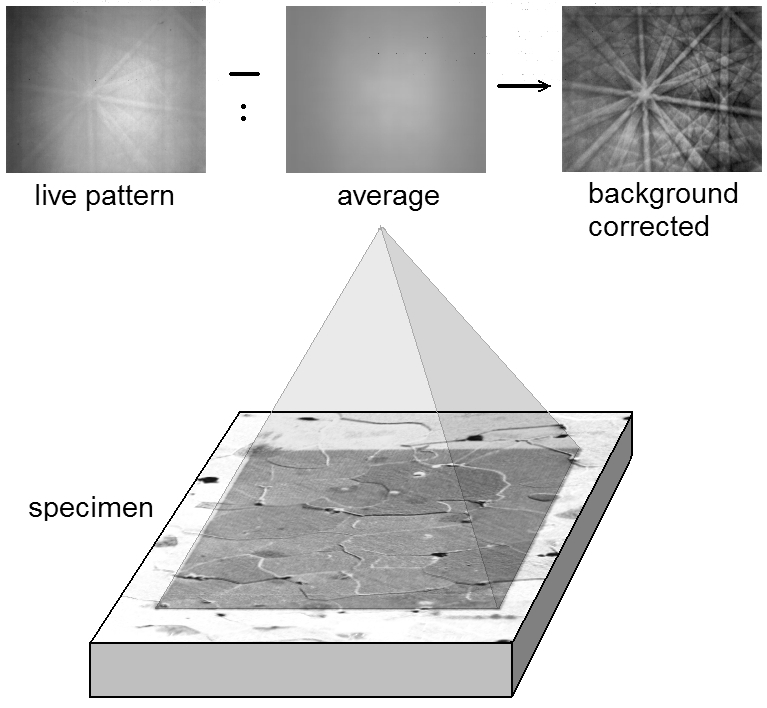 live pattern
average
background
corrected
specimen